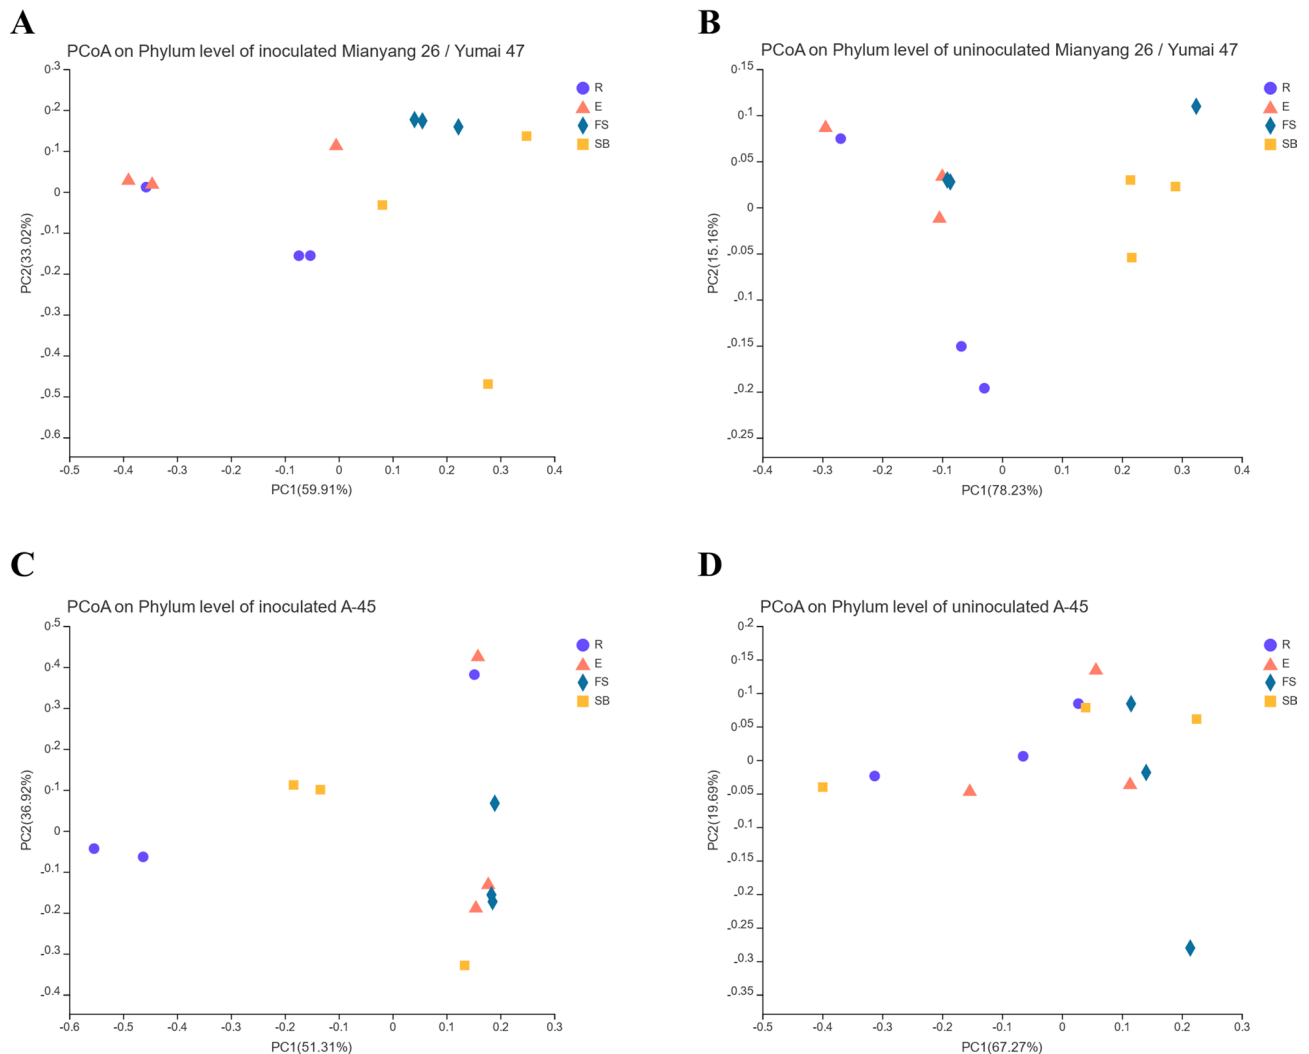 A
PCoA on Phylum level of inoculated Mianyang 26 / Yumai 47
0.3
0.2
0.1
0
-0.1
-0.2
-0.3
-0.4
-0.5
-0.6
PC2(33.02%)
-0.5 -0.4 -0.3 -0.2 -0.1 0 0.1 0.2 0.3 0.4
PC1(59.91%)
R
E
FS
SB
B
PCoA on Phylum level of uninoculated Mianyang 26 / Yumai 47
0.15
0.1
0.05
0
-0.05
-0.1
-0.15
-0.2
-0.25
PC2(15.16%)
-0.4 -0.3 -0.2 -0.1 0 0.1 0.2 0.3 0.4
PC1(78.23%)
R
E
FS
SB
C
PCoA on Phylum level of inoculated A-45
0.5
0.4
0.3
0.2
0.1
0
-0.1
-0.2
-0.3
-0.4
PC2(36.92%)
-0.6 -0.5 -0.4 -0.3 -0.2 -0.1 0 0.1 0.2 0.3
PC1(51.31%)
R
E
FS
SB
D
PCoA on Phylum level of uninoculated A-45
0.2
0.15
0.1
0.05
0
-0.05
-0.1
-0.15
-0.2
-0.25
-0.3
-0.35
PC2(19.69%)
-0.5 -0.4 -0.3 -0.2 -0.1 0 0.1 0.2 0.3
PC1(67.27%)
R
E
FS
SB